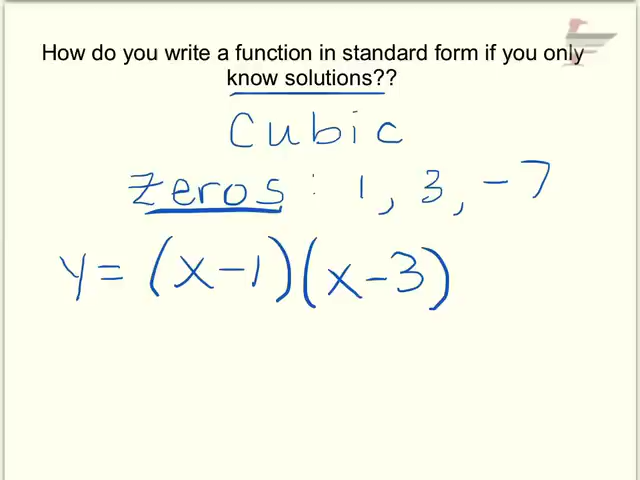 How do you write a function in standard form if you only
know solutions??
Cubic
Zeros : 1, 3, -7
y = (x-1)(x-3)